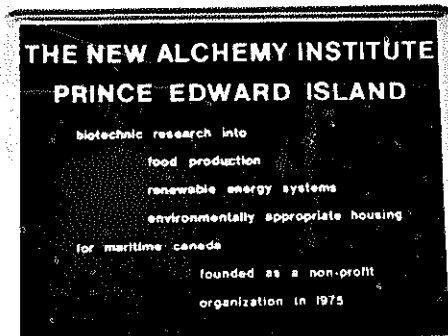 THE NEW ALCHEMY INSTITUTE
PRINCE EDWARD ISLAND
biotechnic research into
food production
renewable energy systems
environmentally appropriate housing
for maritime canada
founded as a non-profit
organization in 1975